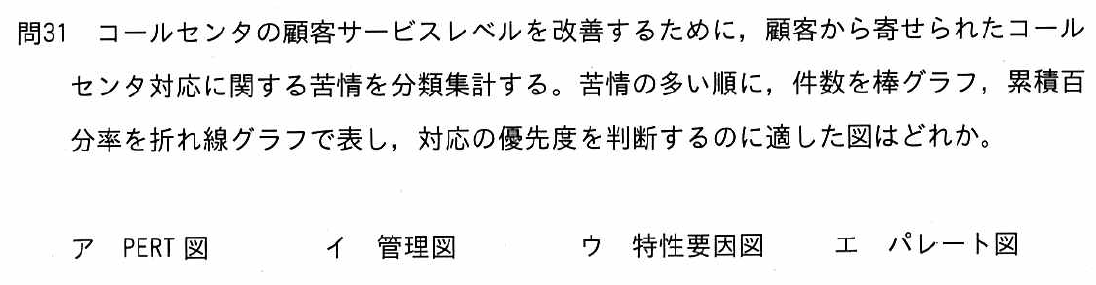 問31 コールセンタの顧客サービスレベルを改善するために，顧客から寄せられたコール
センタ対応に関する苦情を分類集計する。苦情の多い順に，件数を棒グラフ，累積百
分率を折れ線グラフで表し，対応の優先度を判断するのに適した図はどれか。
ア PERT 図 イ 管理図 ウ 特性要因図 エ パレート図